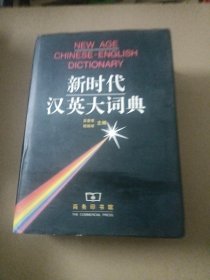 NEW AGE
CHINESE-ENGLISH
DICTIONARY
新时代
汉英大词典
主编
商务印书馆
THE COMMERCIAL PRESS